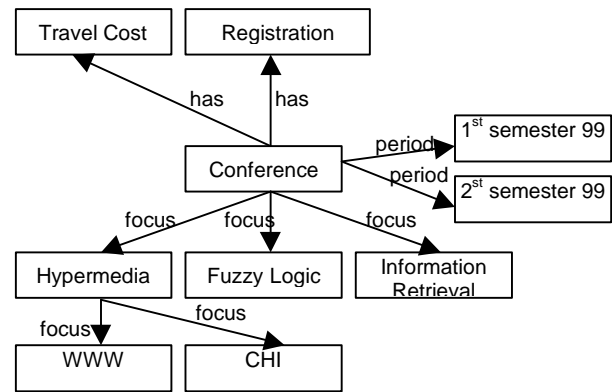 Travel Cost
Registration
has
has
1st semester 99
period
Conference
period
2st semester 99
focus
focus
focus
Hypermedia
Fuzzy Logic
Information
Retrieval
focus
focus
WWW
CHI